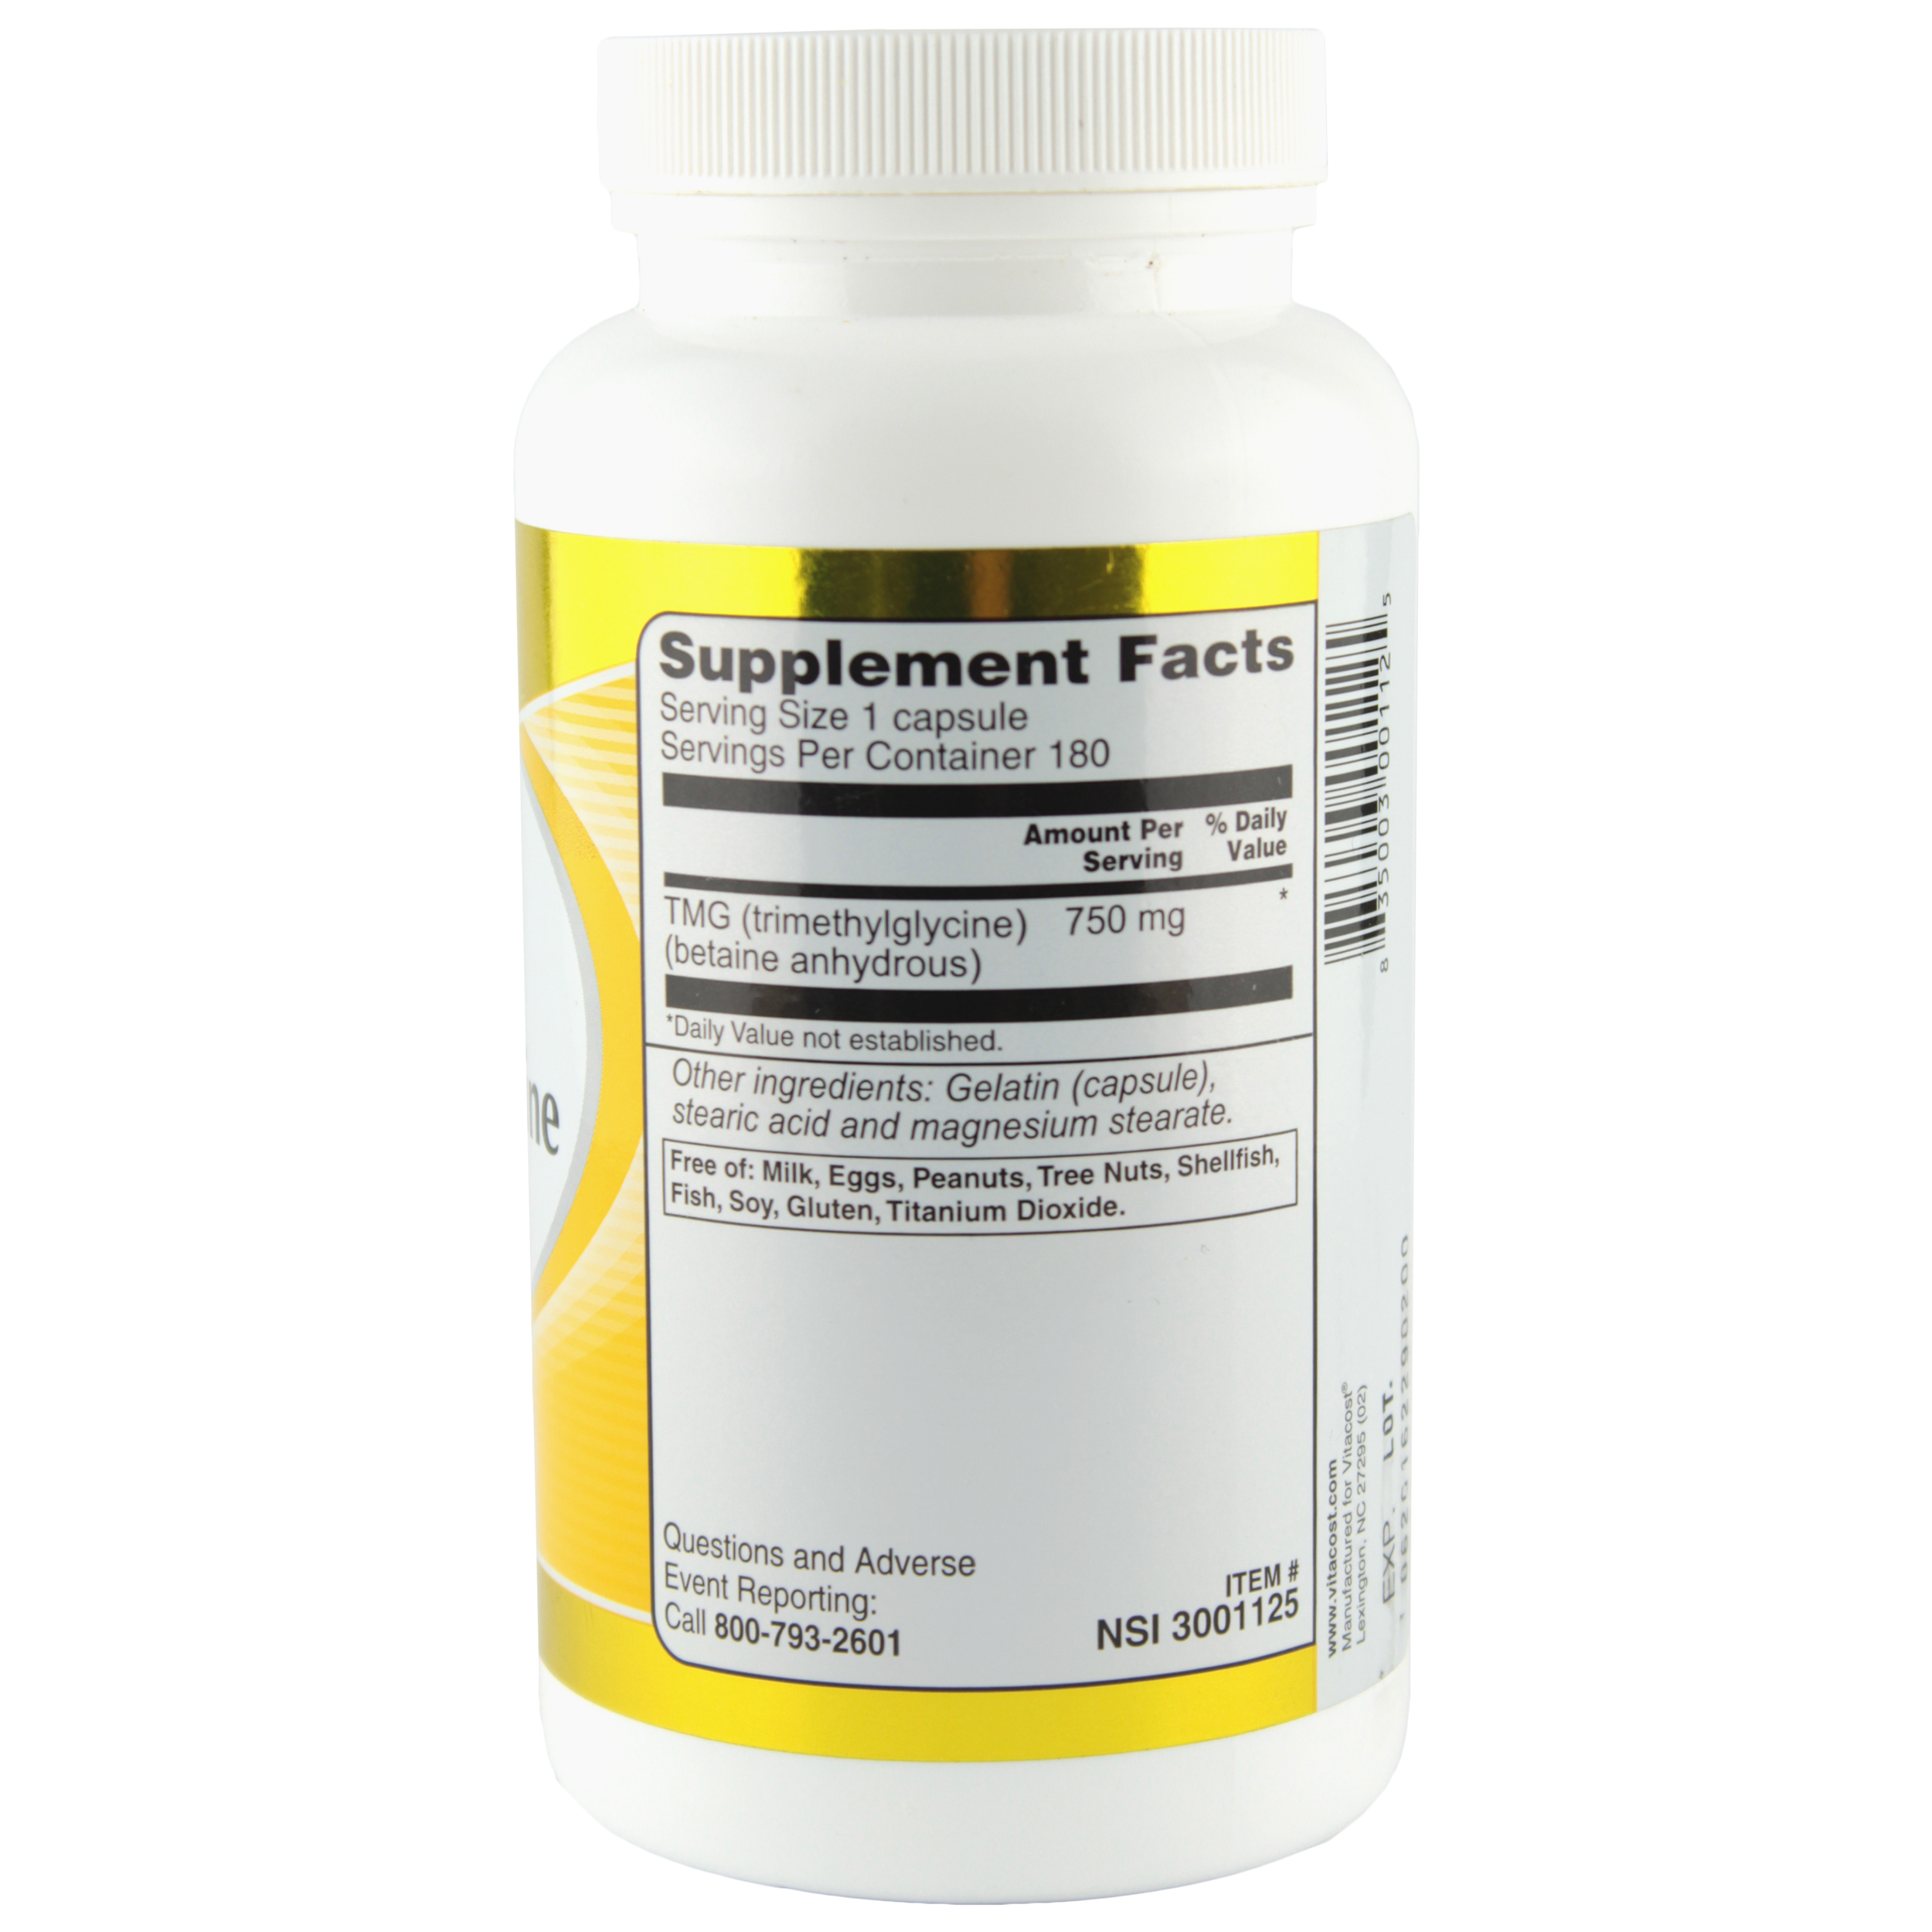 ne
Supplement Facts
Serving Size 1 capsule
Servings Per Container 180
Amount Per
Serving
% Daily
Value
TMG (trimethylglycine) 750 mg *
(betaine anhydrous)
*Daily Value not established.
Other ingredients: Gelatin (capsule),
stearic acid and magnesium stearate.
Free of: Milk, Eggs, Peanuts, Tree Nuts, Shellfish,
Fish, Soy, Gluten, Titanium Dioxide.
Questions and Adverse
Event Reporting:
Call 800-793-2601
ITEM #
NSI 3001125
8 35003 00112 5
www.vitacost.com
Manufactured for Vitacost®
Lexington, NC 27295 (02)
EXP. LOT.